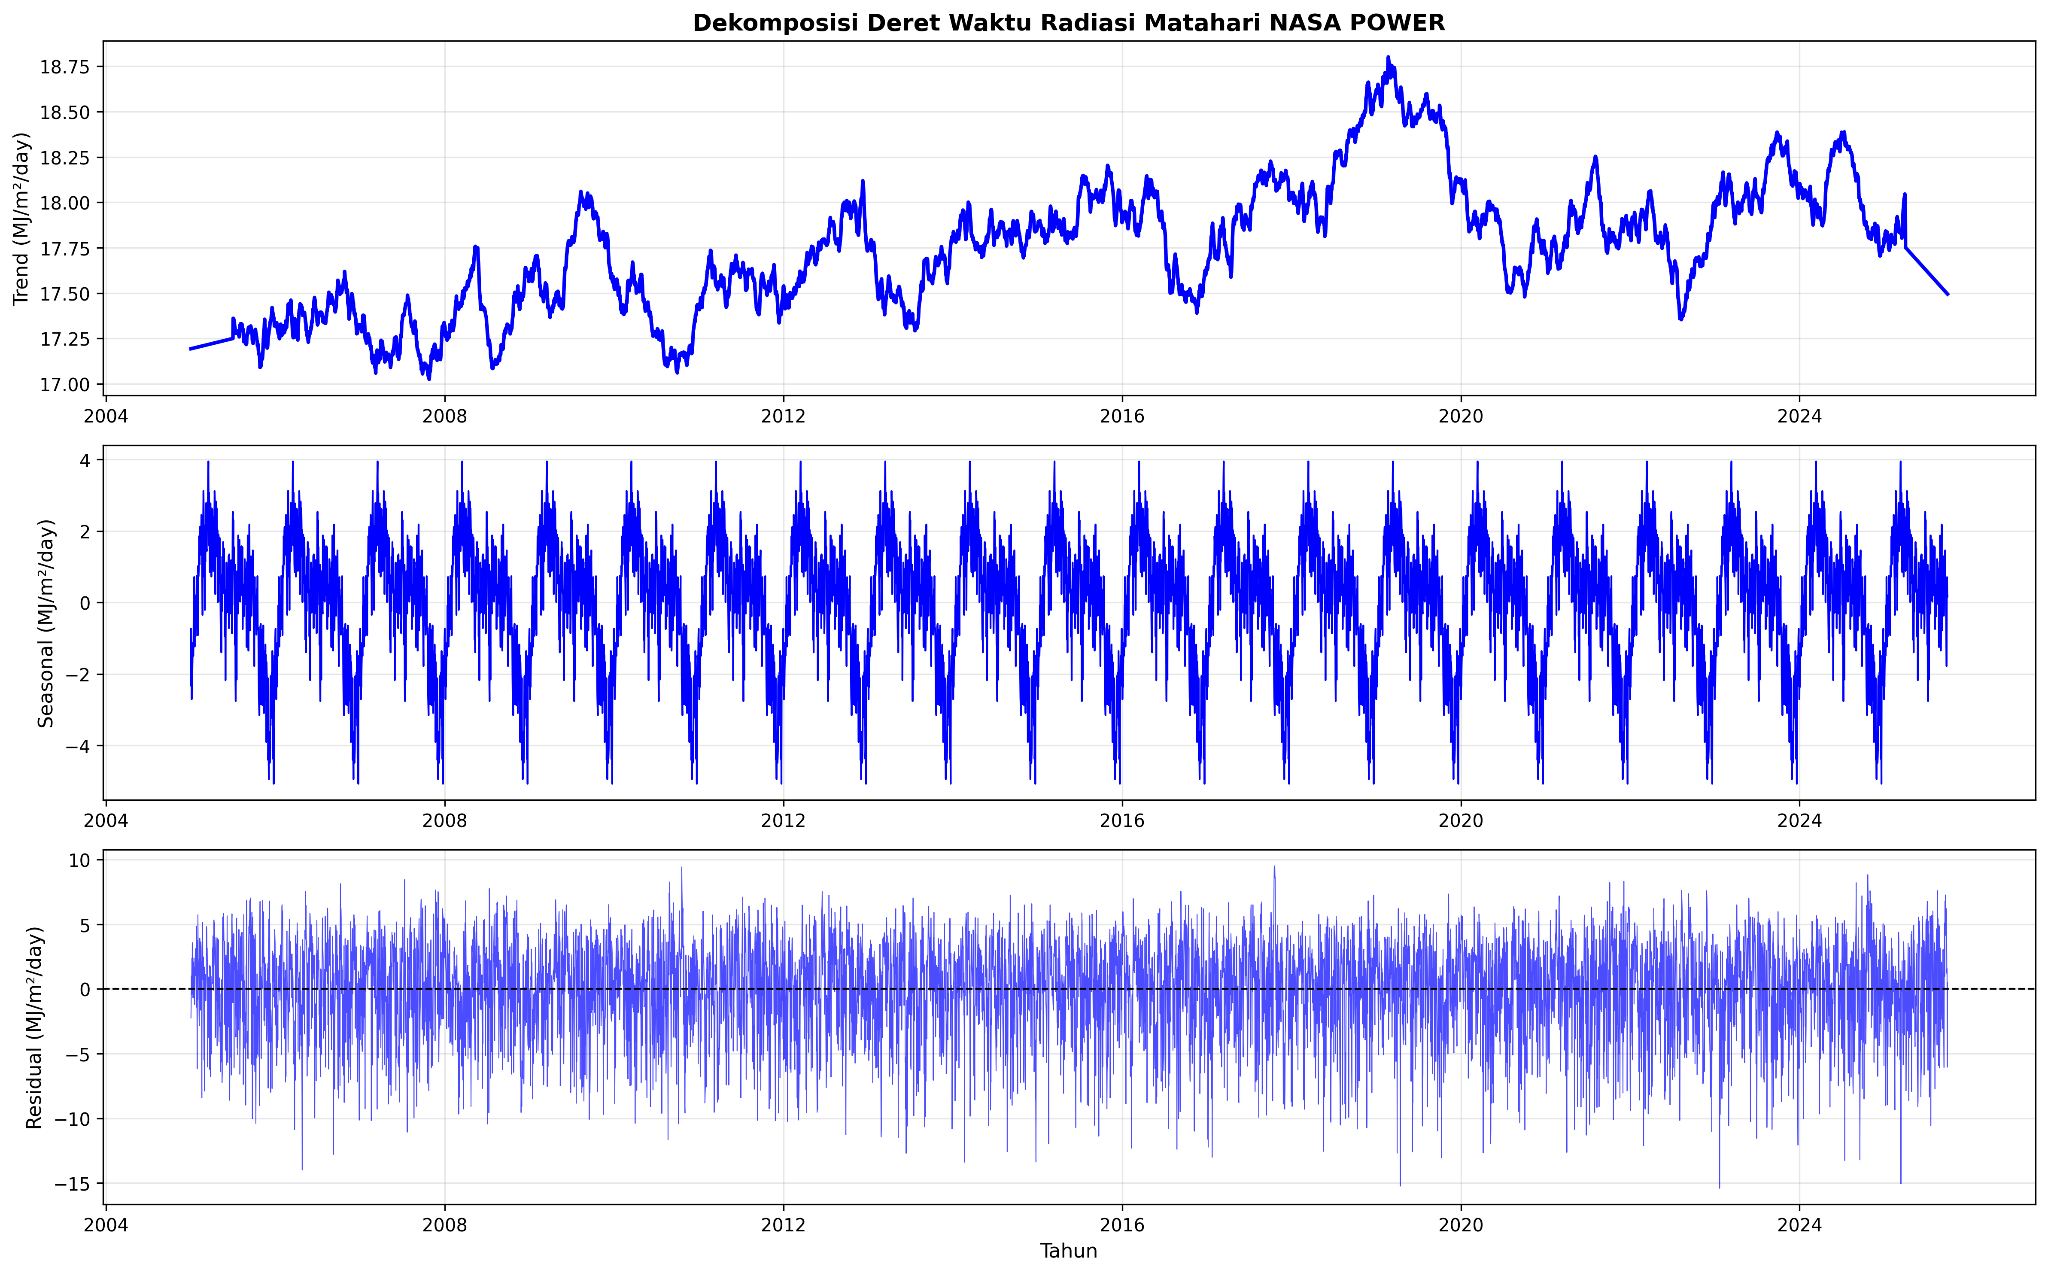 Dekomposisi Deret Waktu Radiasi Matahari NASA POWER
Trend (MJ/m²/day)
18.75
18.50
18.25
18.00
17.75
17.50
17.25
17.00
2004 2008 2012 2016 2020 2024
Seasonal (MJ/m²/day)
4
2
0
−2
−4
2004 2008 2012 2016 2020 2024
Residual (MJ/m²/day)
10
5
0
−5
−10
−15
2004 2008 2012 2016 2020 2024
Tahun